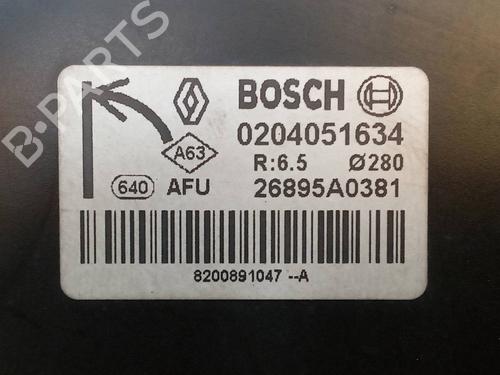 B-PARTS
BOSCH
A63
0204051634
R:6.5 Ø280
640 AFU 26895A0381
8200891047 --A